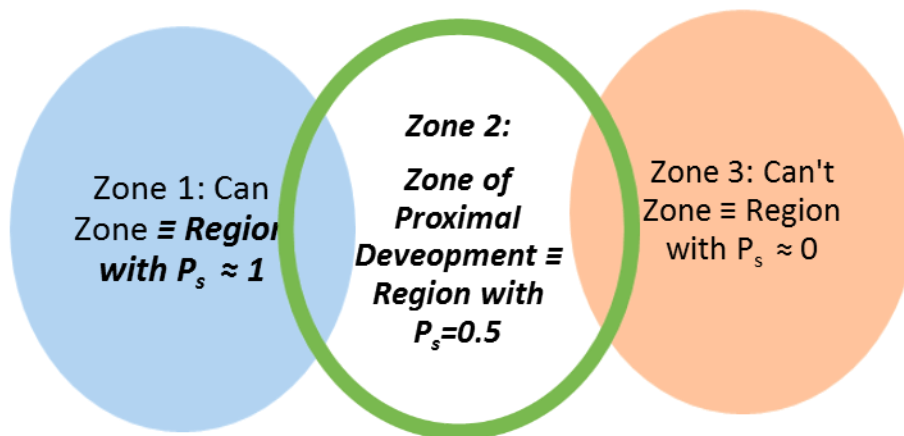 Zone 1: Can
Zone ≡ Region
with Pₛ ≈ 1
Zone 2:
Zone of
Proximal
Deveopment ≡
Region with
Pₛ=0.5
Zone 3: Can't
Zone ≡ Region
with Pₛ ≈ 0